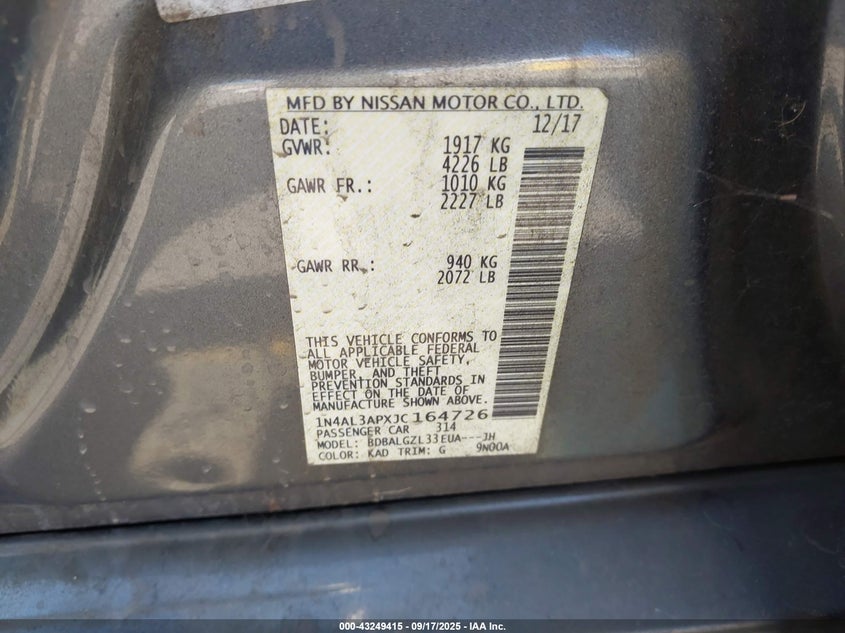 MFD BY NISSAN MOTOR CO., LTD.
DATE: 12/17
GVWR: 1917 KG
4226 LB
GAWR FR.: 1010 KG
2227 LB
GAWR RR.: 940 KG
2072 LB
THIS VEHICLE CONFORMS TO
ALL APPLICABLE FEDERAL
MOTOR VEHICLE SAFETY,
BUMPER, AND THEFT
PREVENTION STANDARDS IN
EFFECT ON THE DATE OF
MANUFACTURE SHOWN ABOVE.
1N4AL3APXJC164726
PASSENGER CAR 314
MODEL: BDBALGZL33EUA---JH
COLOR: KAD TRIM: G 9N00A
000-43249415 - 09/17/2025 - IAA Inc.